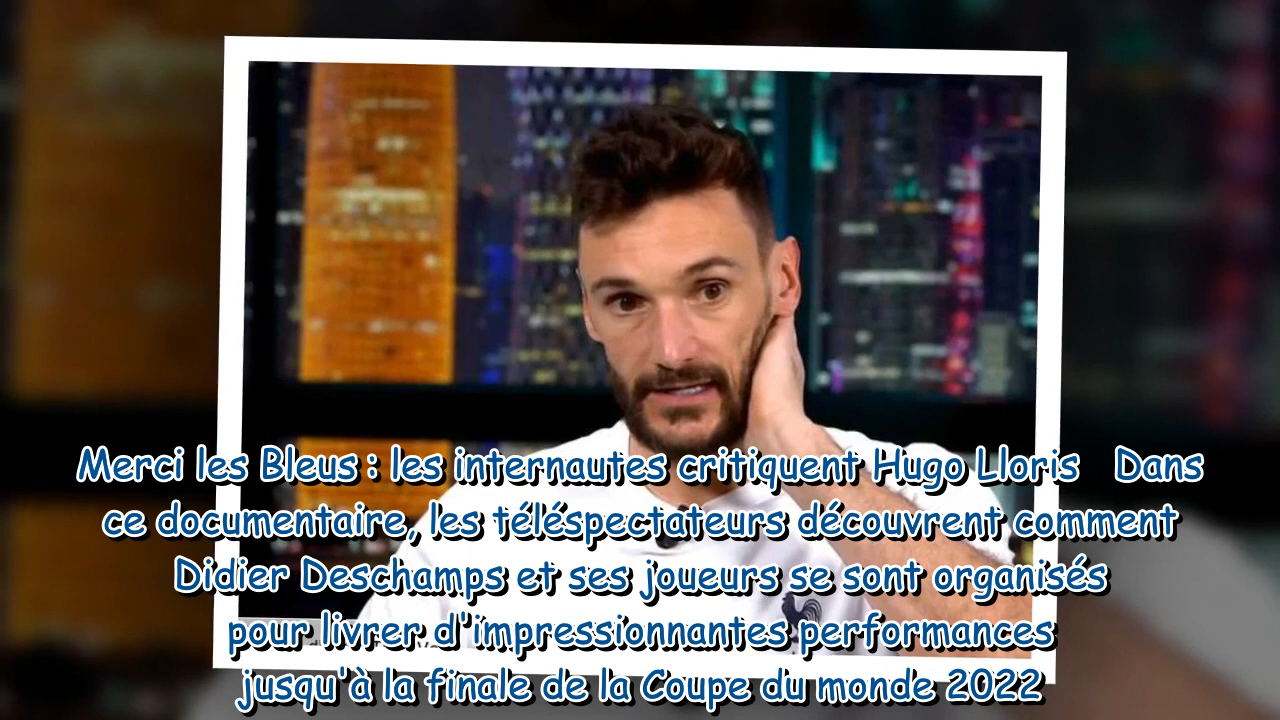 Merci les Bleus : les internautes critiquent Hugo Lloris   Dans
ce documentaire, les téléspectateurs découvrent comment
Didier Deschamps et ses joueurs se sont organisés
pour livrer d'impressionnantes performances
jusqu'à la finale de la Coupe du monde 2022